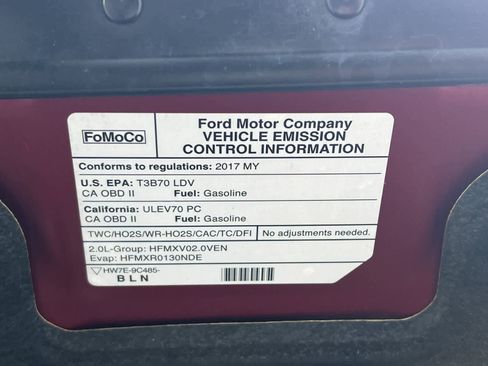 FoMoCo
Ford Motor Company
VEHICLE EMISSION
CONTROL INFORMATION
Conforms to regulations: 2017 MY
U.S. EPA: T3B70 LDV
CA OBD II Fuel: Gasoline
California: ULEV70 PC
CA OBD II Fuel: Gasoline
TWC/HO2S/WR-HO2S/CAC/TC/DFI No adjustments needed.
2.0L-Group: HFMXV02.0VEN
Evap: HFMXR0130NDE
HW7E-9C485-
BLN